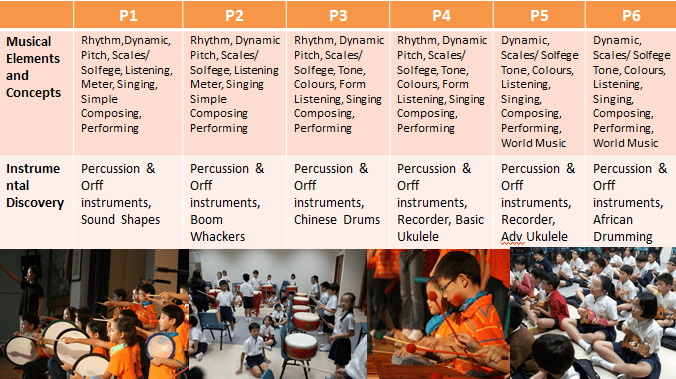 P1 P2 P3 P4 P5 P6
Musical
Elements
and
Concepts
Rhythm,Dynamic,
Pitch, Scales/
Solfege, Listening,
Meter, Singing,
Simple
Composing,
Performing
Rhythm, Dynamic
Pitch, Scales/
Solfege, Listening
Meter, Singing
Simple
Composing
Performing
Rhythm, Dynamic
Pitch, Scales/
Solfege, Tone,
Colours, Form
Listening, Singing
Composing,
Performing
Rhythm, Dynamic
Pitch, Scales/
Solfege, Tone,
Colours, Form
Listening, Singing
Composing,
Performing
Dynamic,
Scales/ Solfege
Tone, Colours,
Listening,
Singing,
Composing,
Performing,
World Music
Dynamic,
Scales/ Solfege
Tone, Colours,
Listening,
Singing,
Composing,
Performing,
World Music
Instrume
ntal
Discovery
Percussion &
Orff
instruments,
Sound Shapes
Percussion &
Orff
instruments,
Boom
Whackers
Percussion &
Orff
instruments,
Chinese Drums
Percussion &
Orff
instruments,
Recorder, Basic
Ukulele
Percussion &
Orff
instruments,
Recorder,
Adv Ukulele
Percussion &
Orff
instruments,
African
Drumming